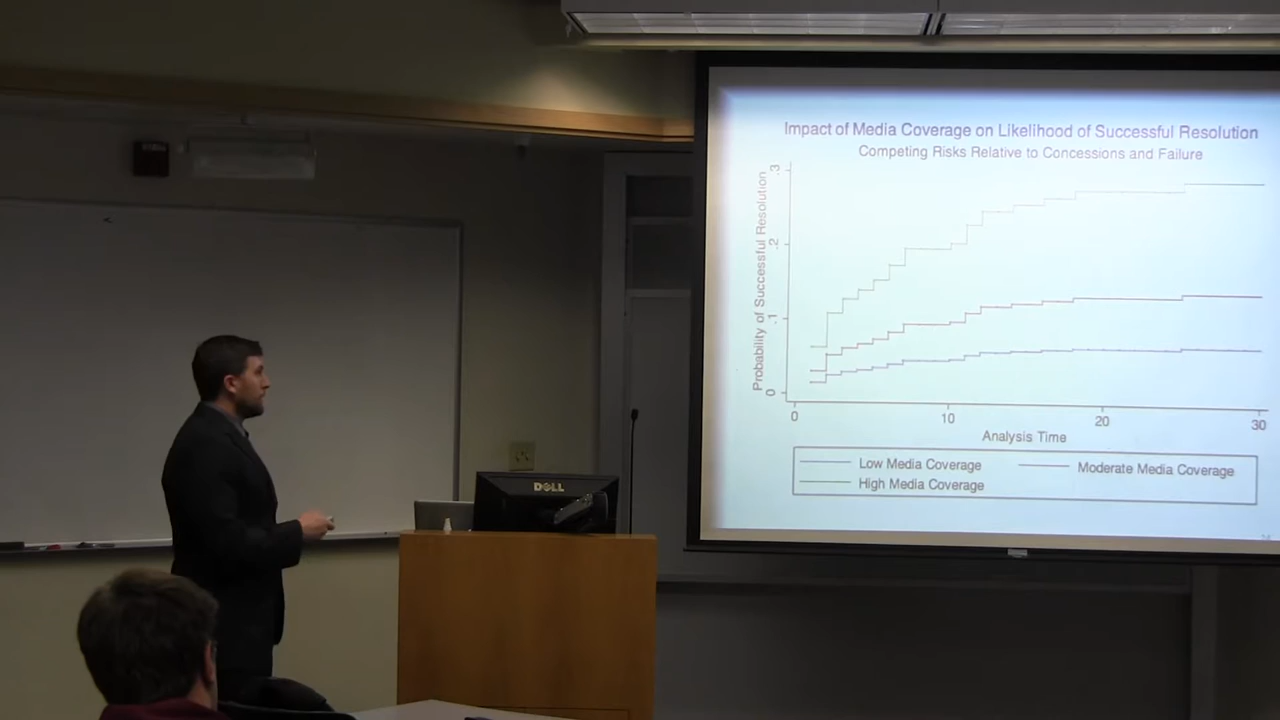 Impact of Media Coverage on Likelihood of Successful Resolution
Competing Risks Relative to Concessions and Failure
Probability of Successful Resolution
.3
.2
.1
0
0
10
20
30
Analysis Time
Low Media Coverage
Moderate Media Coverage
High Media Coverage
DELL